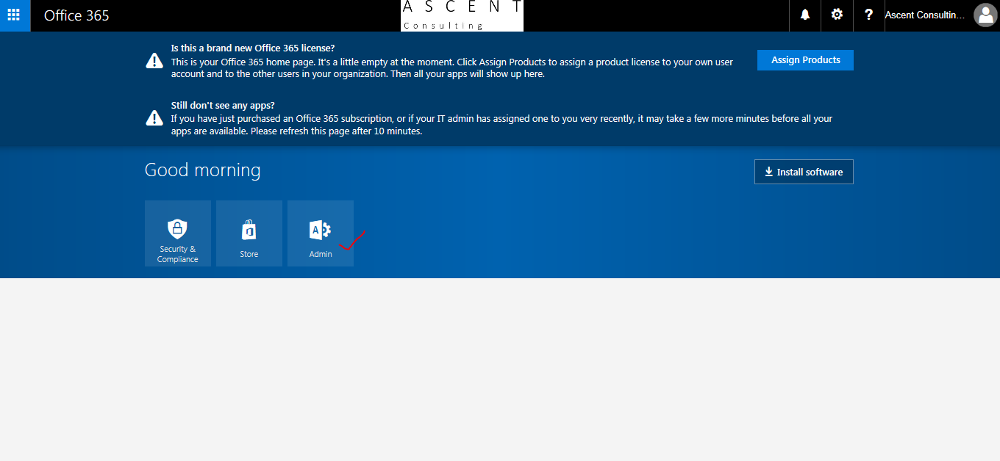 Office 365
ASCENT
Consulting
?
Ascent Consultin...
Is this a brand new Office 365 license?
This is your Office 365 home page. It's a little empty at the moment. Click Assign Products to assign a product license to your own user
account and to the other users in your organization. Then all your apps will show up here.
Assign Products
Still don't see any apps?
If you have just purchased an Office 365 subscription, or if your IT admin has assigned one to you very recently, it may take a few more minutes before all your
apps are available. Please refresh this page after 10 minutes.
Good morning
Install software
Security &
Compliance
Store
A
Admin